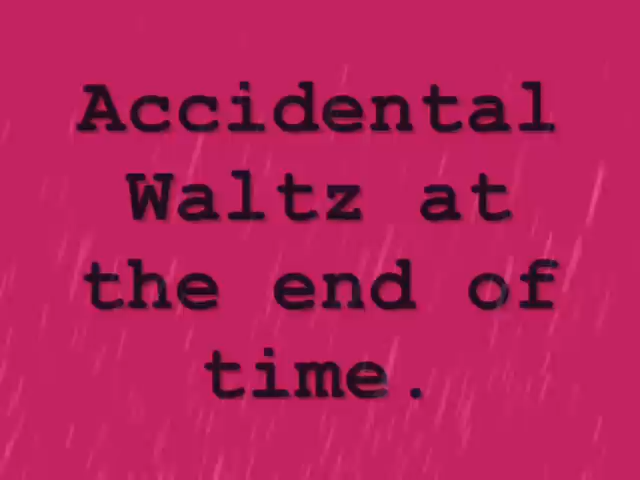 Accidental
Waltz at
the end of
time.